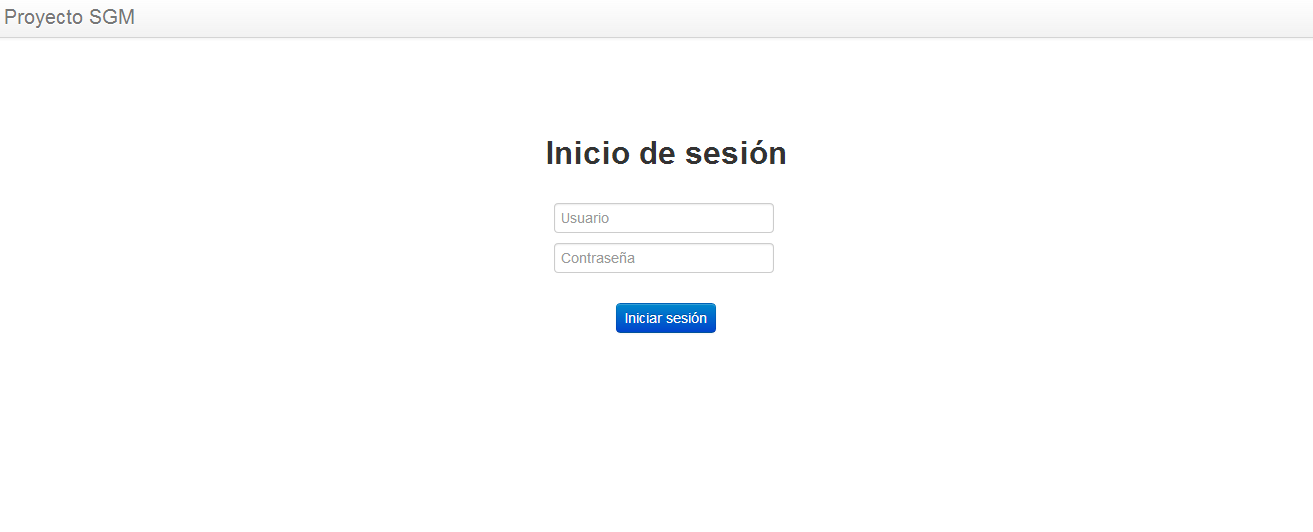 Proyecto SGM
Inicio de sesión
Usuario
Contraseña
Iniciar sesión